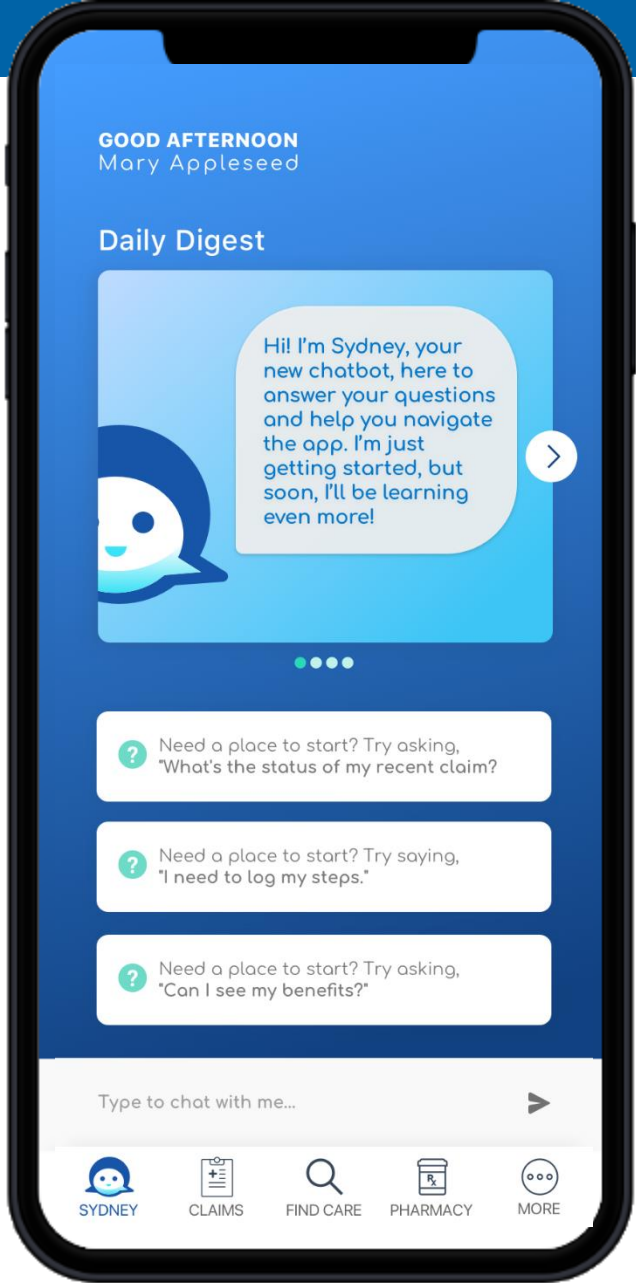 GOOD AFTERNOON
Mary Appleseed
Daily Digest
Hi! I'm Sydney, your
new chatbot, here to
answer your questions
and help you navigate
the app. I'm just
getting started, but
soon, I'll be learning
even more!
? Need a place to start? Try asking,
"What's the status of my recent claim?
? Need a place to start? Try saying,
"I need to log my steps."
? Need a place to start? Try asking,
"Can I see my benefits?"
Type to chat with me...
Rx
SYDNEY CLAIMS FIND CARE PHARMACY MORE